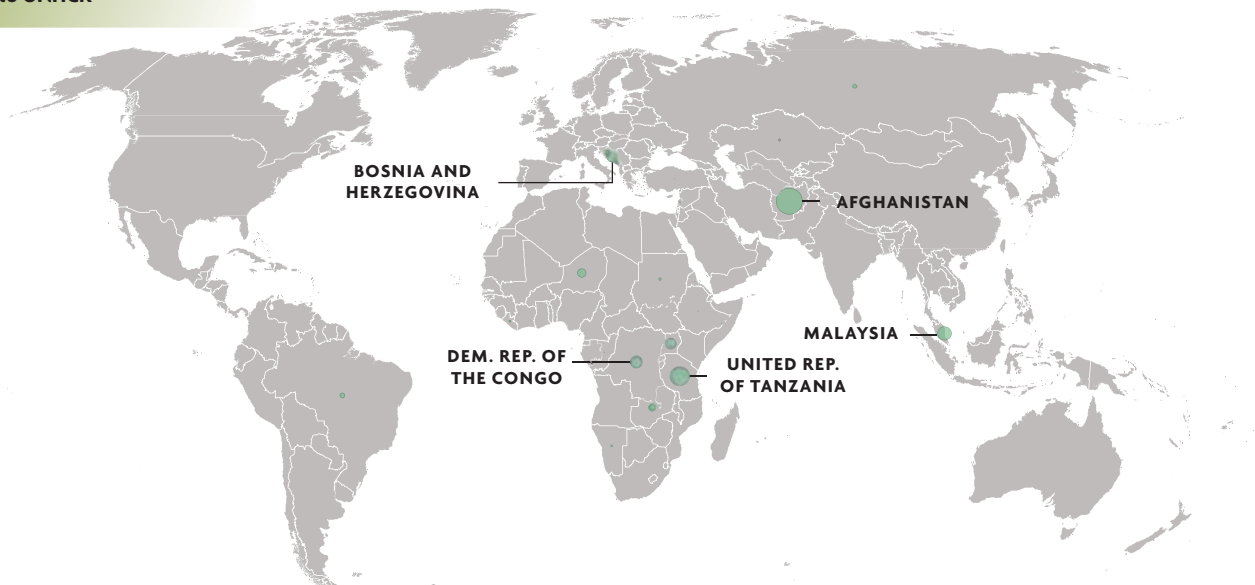 BOSNIA AND
HERZEGOVINA
AFGHANISTAN
MALAYSIA
DEM. REP. OF
THE CONGO
UNITED REP.
OF TANZANIA